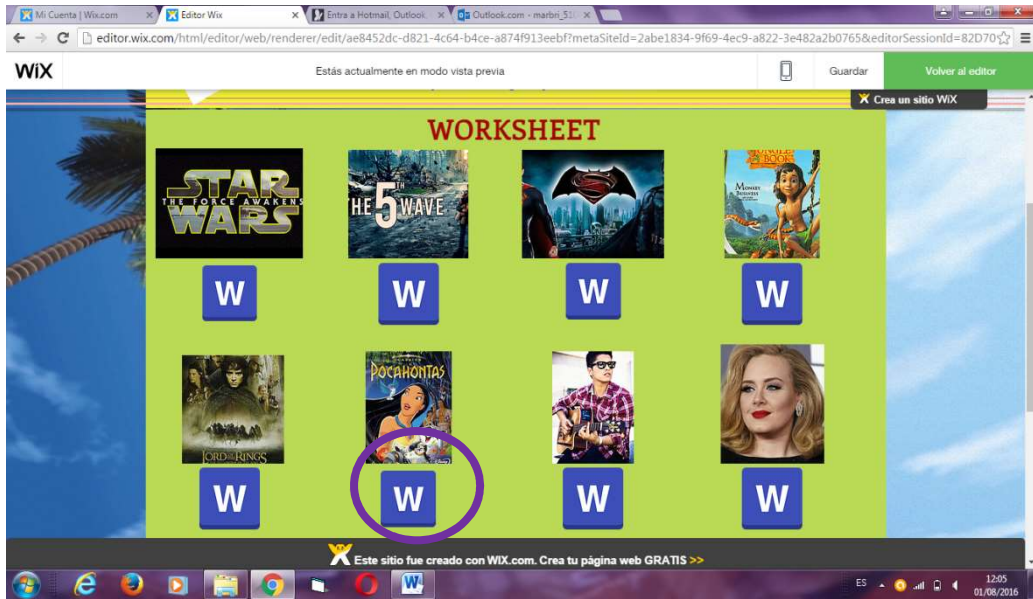 Mi Cuenta | Wix.com
Editor Wix
Entra a Hotmail, Outlook,
Outlook.com - marbri_51
editor.wix.com/html/editor/web/renderer/edit/ae8452dc-d821-4c64-b4ce-a874f913eebf?metaSiteId=2abe1834-9f69-4ec9-a822-3e482a2b0765&editorSessionId=82D70
WiX
Estás actualmente en modo vista previa
Guardar
Volver al editor
Crea un sitio WiX
WORKSHEET
STAR
THE FORCE AWAKENS
WARS
THE 5TH WAVE
JUNGLE
BOOK
W
W
W
W
LORD OF THE RINGS
POCAHONTAS
W
W
W
W
Este sitio fue creado con WIX.com. Crea tu página web GRATIS >>
W
ES
12:05
01/08/2016